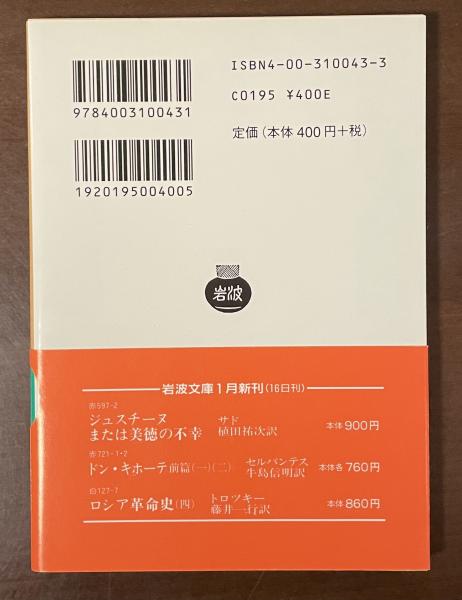 ISBN4-00-310043-3
C0195 ¥400E
定価(本体400円+税)
9784003100431
1920195004005
岩波
岩波文庫1月新刊(16日刊)
赤597-2
ジュスチーヌ サド
または美徳の不幸 植田祐次訳 本体900円
赤721-1・2
ドン・キホーテ前篇(一)(二) セルバンテス 牛島信明訳 本体各760円
白127-7
ロシア革命史(四) トロツキー 藤井一行訳 本体860円